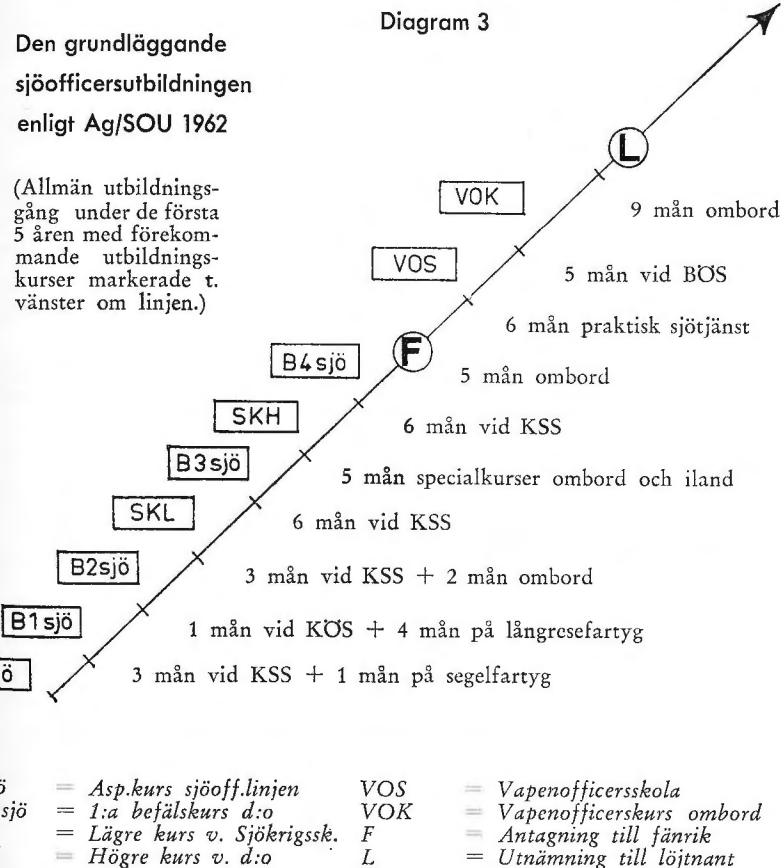 Diagram 3
Den grundläggande
sjöofficersutbildningen
enligt Ag/SOU 1962
(Allmän utbildnings-
gång under de första
5 åren med förekom-
mande utbildnings-
kurser markerade t.
vänster om linjen.)
L
VOK
9 mån ombord
VOS
5 mån vid BÖS
6 mån praktisk sjötjänst
F
B4sjö
5 mån ombord
SKH
6 mån vid KSS
B3sjö
5 mån specialkurser ombord och iland
SKL
6 mån vid KSS
B2sjö
3 mån vid KSS + 2 mån ombord
B1sjö
1 mån vid KÖS + 4 mån på långresefartyg
ö
3 mån vid KSS + 1 mån på segelfartyg
ö = Asp.kurs sjöoff.linjen VOS = Vapenofficersskola
sjö = 1:a befälskurs d:o VOK = Vapenofficerskurs ombord
= Lägre kurs v. Sjökrigssk. F = Antagning till fänrik
= Högre kurs v. d:o L = Utnämning till löjtnant